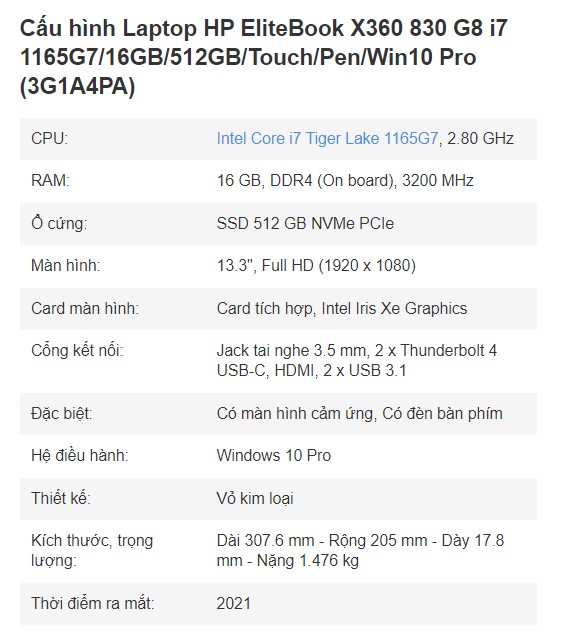 Cấu hình Laptop HP EliteBook X360 830 G8 i7
1165G7/16GB/512GB/Touch/Pen/Win10 Pro
(3G1A4PA)
CPU: Intel Core i7 Tiger Lake 1165G7, 2.80 GHz
RAM: 16 GB, DDR4 (On board), 3200 MHz
Ổ cứng: SSD 512 GB NVMe PCIe
Màn hình: 13.3", Full HD (1920 x 1080)
Card màn hình: Card tích hợp, Intel Iris Xe Graphics
Cổng kết nối: Jack tai nghe 3.5 mm, 2 x Thunderbolt 4
USB-C, HDMI, 2 x USB 3.1
Đặc biệt: Có màn hình cảm ứng, Có đèn bàn phím
Hệ điều hành: Windows 10 Pro
Thiết kế: Vỏ kim loại
Kích thước, trọng Dài 307.6 mm - Rộng 205 mm - Dày 17.8
lượng: mm - Nặng 1.476 kg
Thời điểm ra mắt: 2021